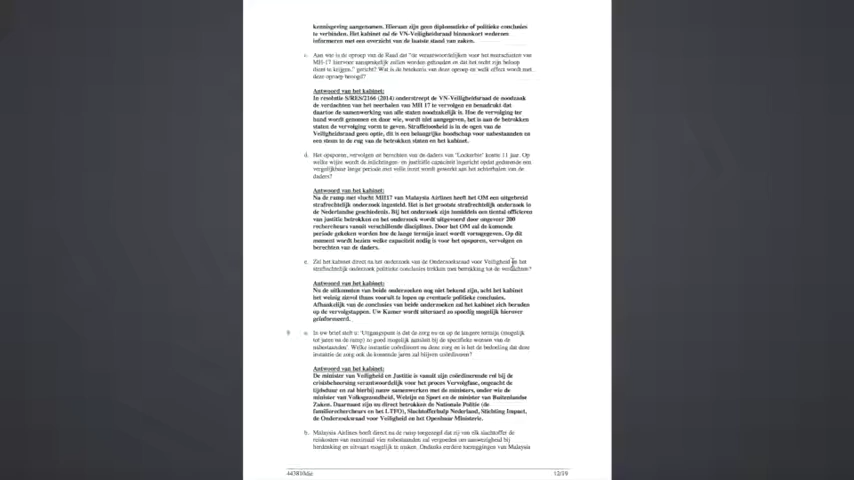 kennisgeving aangenomen. Hieraan zijn geen diplomatieke of politieke conclusies
te verbinden. Het kabinet zal de VN-Veiligheidsraad binnenkort wederom
informeren met een overzicht van de laatste stand van zaken.
c. Aan wie is de oproep van de Raad dat "de verantwoordelijken voor het neerschieten van
MH-17 hiervoor aansprakelijk zullen worden gehouden en dat het recht zijn beloop
dient te krijgen." gericht? Wat is de betekenis van deze oproep en welk effect wordt met
deze oproep beoogd?
Antwoord van het kabinet:
In resolutie S/RES/2166 (2014) onderstreept de VN-Veiligheidsraad de noodzaak
de verdachten van het neerhalen van MH 17 te vervolgen en benadrukt dat
daartoe de samenwerking van alle staten noodzakelijk is. Hoe de vervolging ter
hand wordt genomen en door wie, wordt niet aangegeven, het is aan de betrokken
staten de vervolging vorm te geven. Straffeloosheid is in de ogen van de
Veiligheidsraad geen optie, dit is een belangrijke boodschap voor nabestaanden en
een steun in de rug van de betrokken staten en het kabinet.
d. Het opsporen, vervolgen en berechten van de daders van 'Lockerbie' kostte 11 jaar. Op
welke wijze wordt de inlichtingen- en justitiële capaciteit ingericht opdat gedurende een
vergelijkbaar lange periode met volle inzet gewerkt aan het achterhalen van de
daders?
Antwoord van het kabinet:
Na de ramp met vlucht MH17 van Malaysia Airlines heeft het OM een uitgebreid
strafrechtelijk onderzoek ingesteld. Het is het grootste strafrechtelijk onderzoek in
de Nederlandse geschiedenis. Bij het onderzoek zijn inmiddels een tiental officieren
van justitie betrokken en het onderzoek wordt uitgevoerd door ongeveer 200
rechercheurs vanuit verschillende disciplines. Door het OM zal de komende
periode gekeken worden hoe de lange termijn inzet wordt vormgegeven. Op dit
moment wordt bezien welke capaciteit nodig is voor het opsporen, vervolgen en
berechten van de daders.
e. Zal het kabinet direct na het onderzoek van de Onderzoeksraad voor Veiligheid en het
strafrechtelijk onderzoek politieke conclusies trekken met betrekking tot de verdachten?
Antwoord van het kabinet:
Nu de uitkomsten van beide onderzoeken nog niet bekend zijn, acht het kabinet
het weinig zinvol thans vooruit te lopen op eventuele politieke conclusies.
Afhankelijk van de conclusies van beide onderzoeken zal het kabinet zich beraden
op de vervolgstappen. Uw Kamer wordt uiteraard zo spoedig mogelijk hierover
geïnformeerd.
9 a. In uw brief stelt u: 'Uitgangspunt is dat de zorg nu en op de langere termijn (mogelijk
tot jaren na de ramp) zo goed mogelijk aansluit bij de specifieke wensen van de
nabestaanden'. Welke instantie coördineert nu deze zorg en is het de bedoeling dat deze
instantie de zorg ook de komende jaren zal blijven coördineren?
Antwoord van het kabinet:
De minister van Veiligheid en Justitie is vanuit zijn coördinerende rol bij de
crisisbeheersing verantwoordelijk voor het proces Vervolgfase, ongeacht de
tijdsduur en zal hierbij nauw samenwerken met de ministers, onder wie de minister
van Volksgezondheid, Welzijn en Sport en de minister van Buitenlandse
Zaken. Daarnaast zijn nu direct betrokken de Nationale Politie (de
familierechercheurs en het LTFO), Slachtofferhulp Nederland, Stichting Impact,
de Onderzoeksraad voor Veiligheid en het Openbaar Ministerie.
b. Malaysia Airlines heeft direct na de ramp toegezegd dat zij van elk slachtoffer de
reiskosten van maximaal vier nabestaanden zal vergoeden om aanwezigheid bij
herdenking en uitvaart mogelijk te maken. Ondanks eerdere toezeggingen van Malaysia
12/19